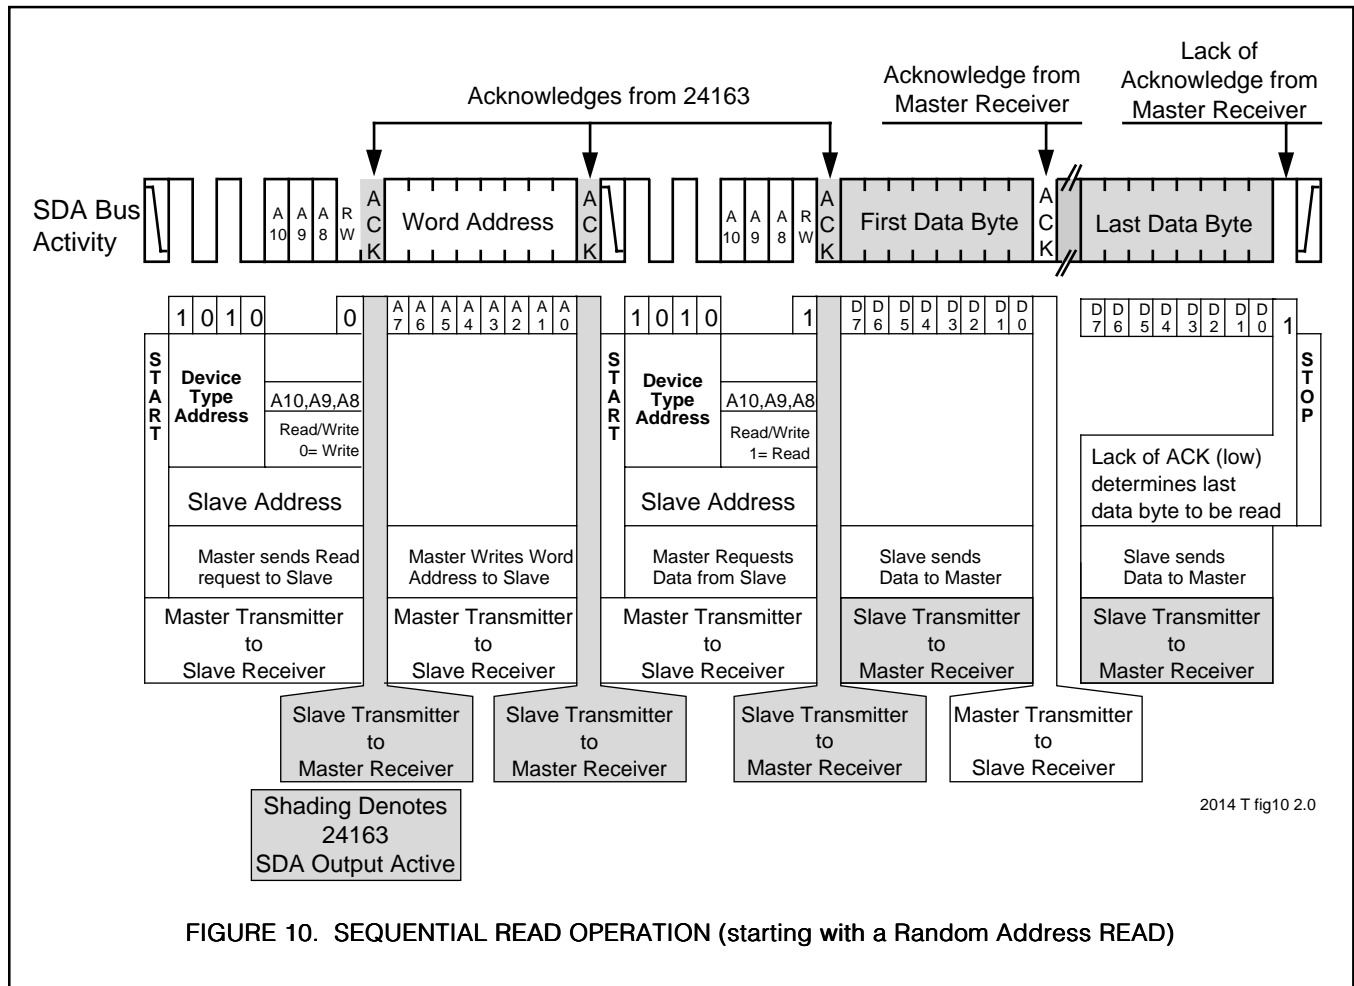 Acknowledges from 24163
Acknowledge from
Master Receiver
Lack of
Acknowledge from
Master Receiver
SDA Bus
Activity
A
10
A
9
A
8
R
W
A
C
K
Word Address
A
C
K
A
10
A
9
A
8
R
W
A
C
K
First Data Byte
A
C
K
Last Data Byte
1 0 1 0
0
A
7
A
6
A
5
A
4
A
3
A
2
A
1
A
0
1 0 1 0
1
D
7
D
6
D
5
D
4
D
3
D
2
D
1
D
0
D
7
D
6
D
5
D
4
D
3
D
2
D
1
D
0
1
S
T
A
R
T
Device
Type
Address
A10,A9,A8
Read/Write
0= Write
Slave Address
S
T
A
R
T
Device
Type
Address
A10,A9,A8
Read/Write
1= Read
Slave Address
Lack of ACK (low)
determines last
data byte to be read
S
T
O
P
Master sends Read
request to Slave
Master Writes Word
Address to Slave
Master Requests
Data from Slave
Slave sends
Data to Master
Slave sends
Data to Master
Master Transmitter
to
Slave Receiver
Master Transmitter
to
Slave Receiver
Master Transmitter
to
Slave Receiver
Slave Transmitter
to
Master Receiver
Slave Transmitter
to
Master Receiver
Slave Transmitter
to
Master Receiver
Slave Transmitter
to
Master Receiver
Slave Transmitter
to
Master Receiver
Master Transmitter
to
Slave Receiver
Shading Denotes
24163
SDA Output Active
2014 T fig10 2.0
FIGURE 10. SEQUENTIAL READ OPERATION (starting with a Random Address READ)